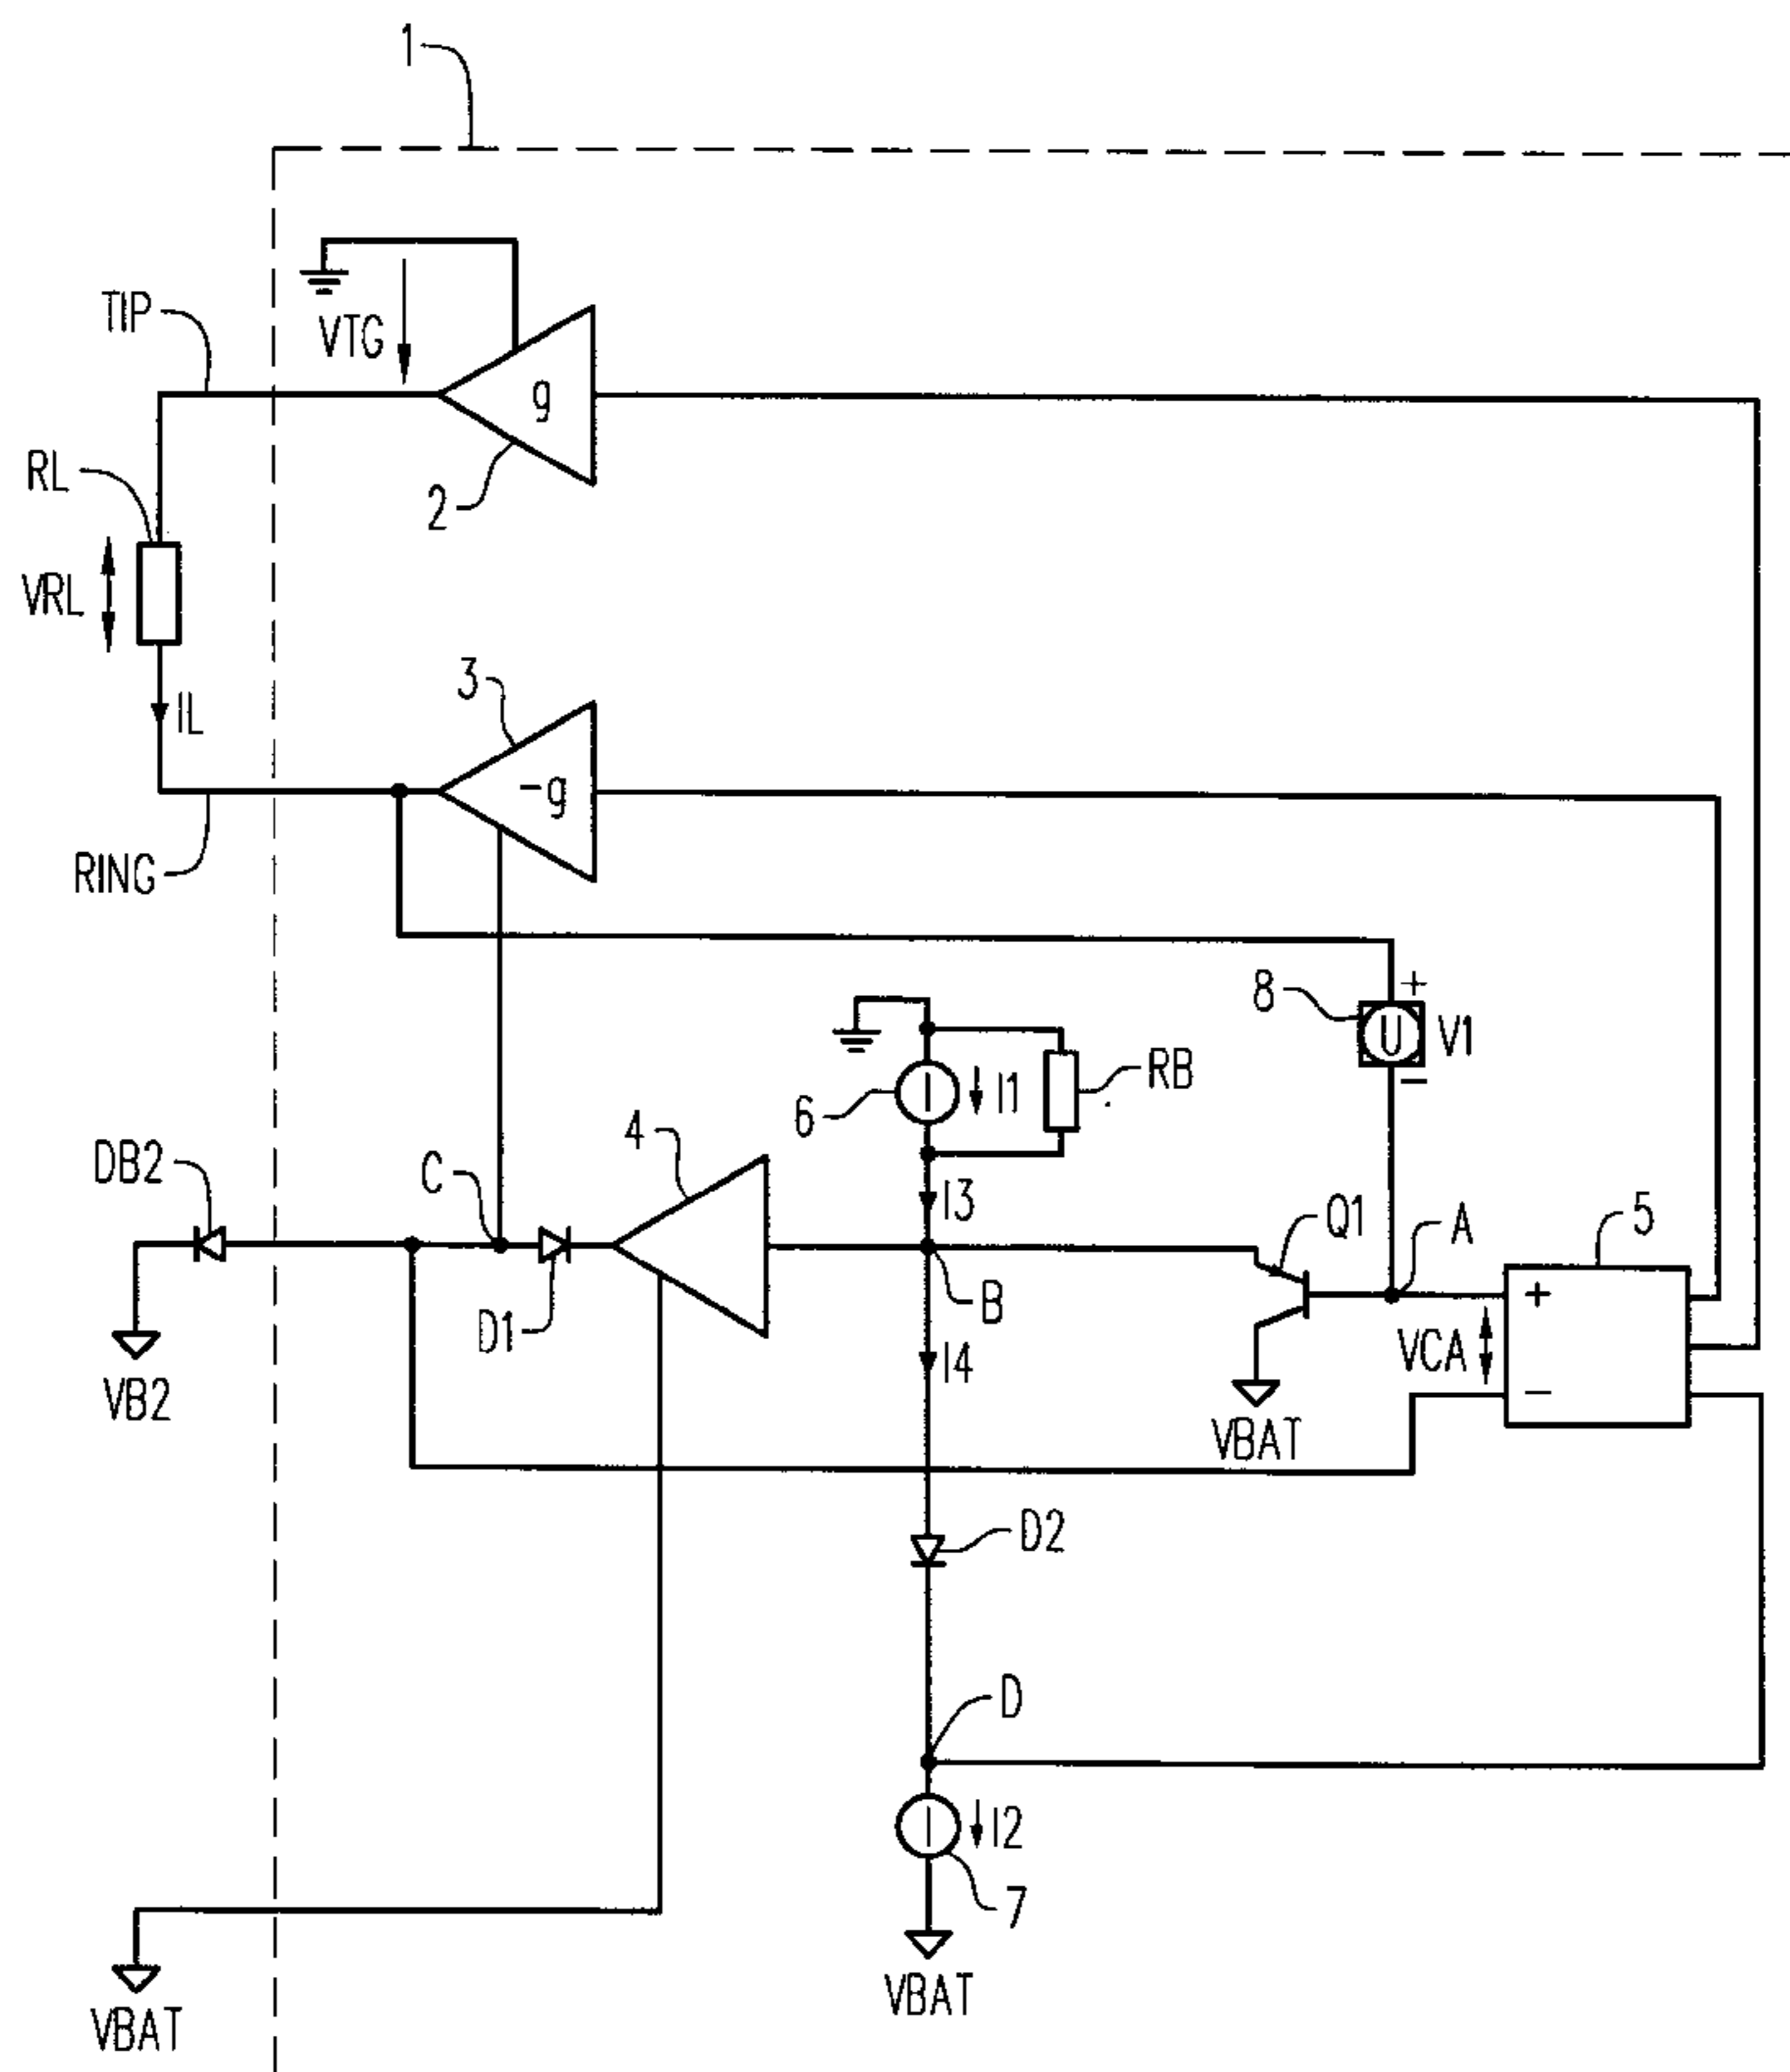 1
TIP
VTG
g
2
RL
VRL
IL
3
-g
RING
8
U
+
V1
-
6
I
I1
RB
DB2
C
4
I3
Q1
A
5
D1
B
VB2
I4
VCA
+
-
VBAT
D2
D
I
I2
7
VBAT
VBAT